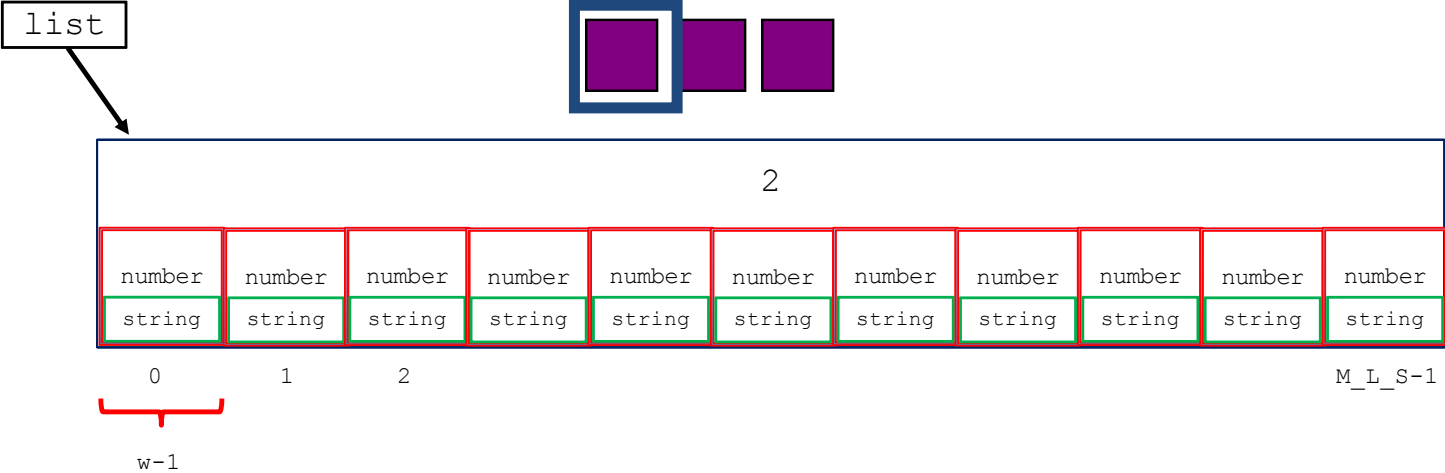 list
2
number number number number number number number number number number number
string string string string string string string string string string string
0 1 2 M_L_S-1
w-1